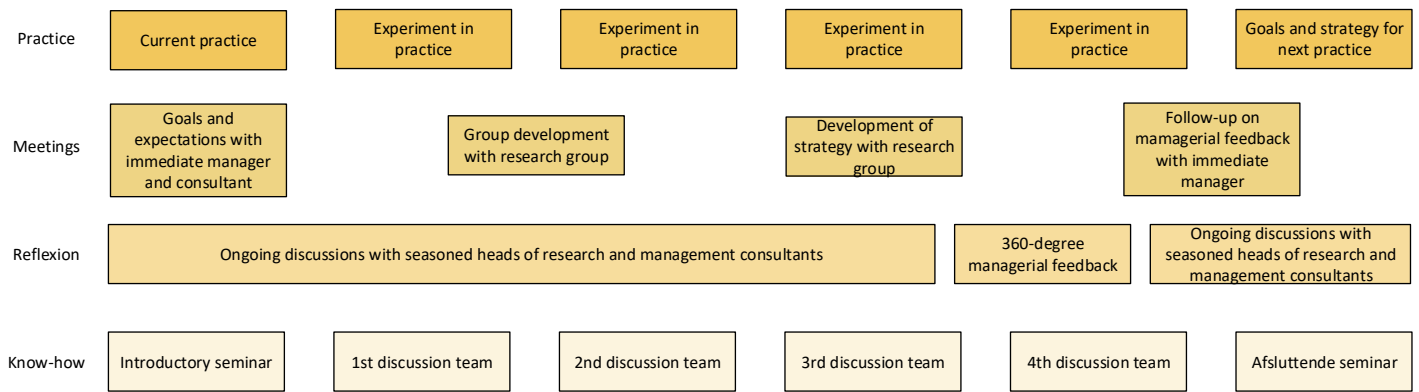 Practice
Current practice
Experiment in
practice
Experiment in
practice
Experiment in
practice
Experiment in
practice
Goals and strategy for
next practice
Meetings
Goals and
expectations with
immediate manager
and consultant
Group development
with research group
Development of
strategy with research
group
Follow-up on
mamagerial feedback
with immediate
manager
Reflexion
Ongoing discussions with seasoned heads of research and management consultants
360-degree
managerial feedback
Ongoing discussions with
seasoned heads of research and
management consultants
Know-how
Introductory seminar
1st discussion team
2nd discussion team
3rd discussion team
4th discussion team
Afsluttende seminar